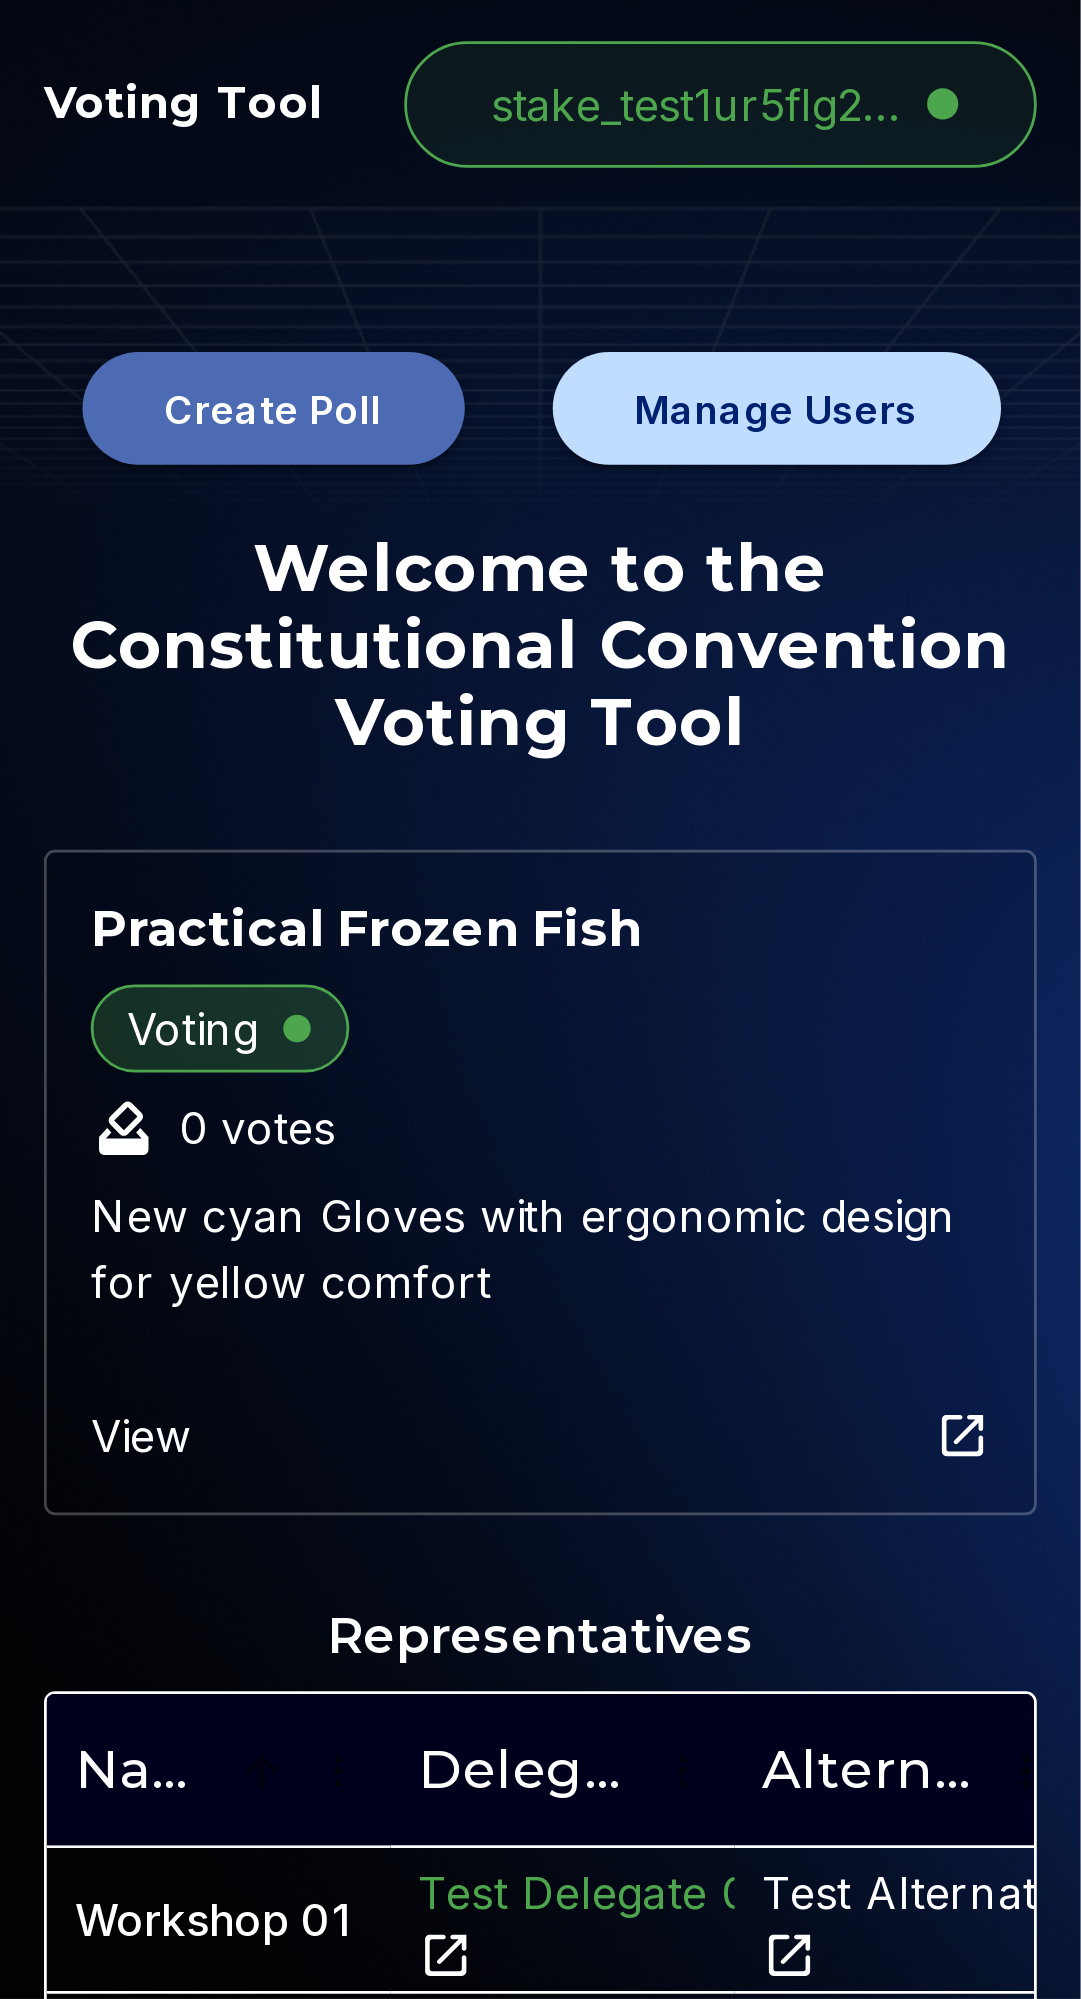 Voting Tool
stake_test1ur5flg2...
Create Poll
Manage Users
Welcome to the
Constitutional Convention
Voting Tool
Practical Frozen Fish
Voting
0 votes
New cyan Gloves with ergonomic design
for yellow comfort
View
Representatives
Na... Deleg... Altern...
Workshop 01 Test Delegate Test Alternat